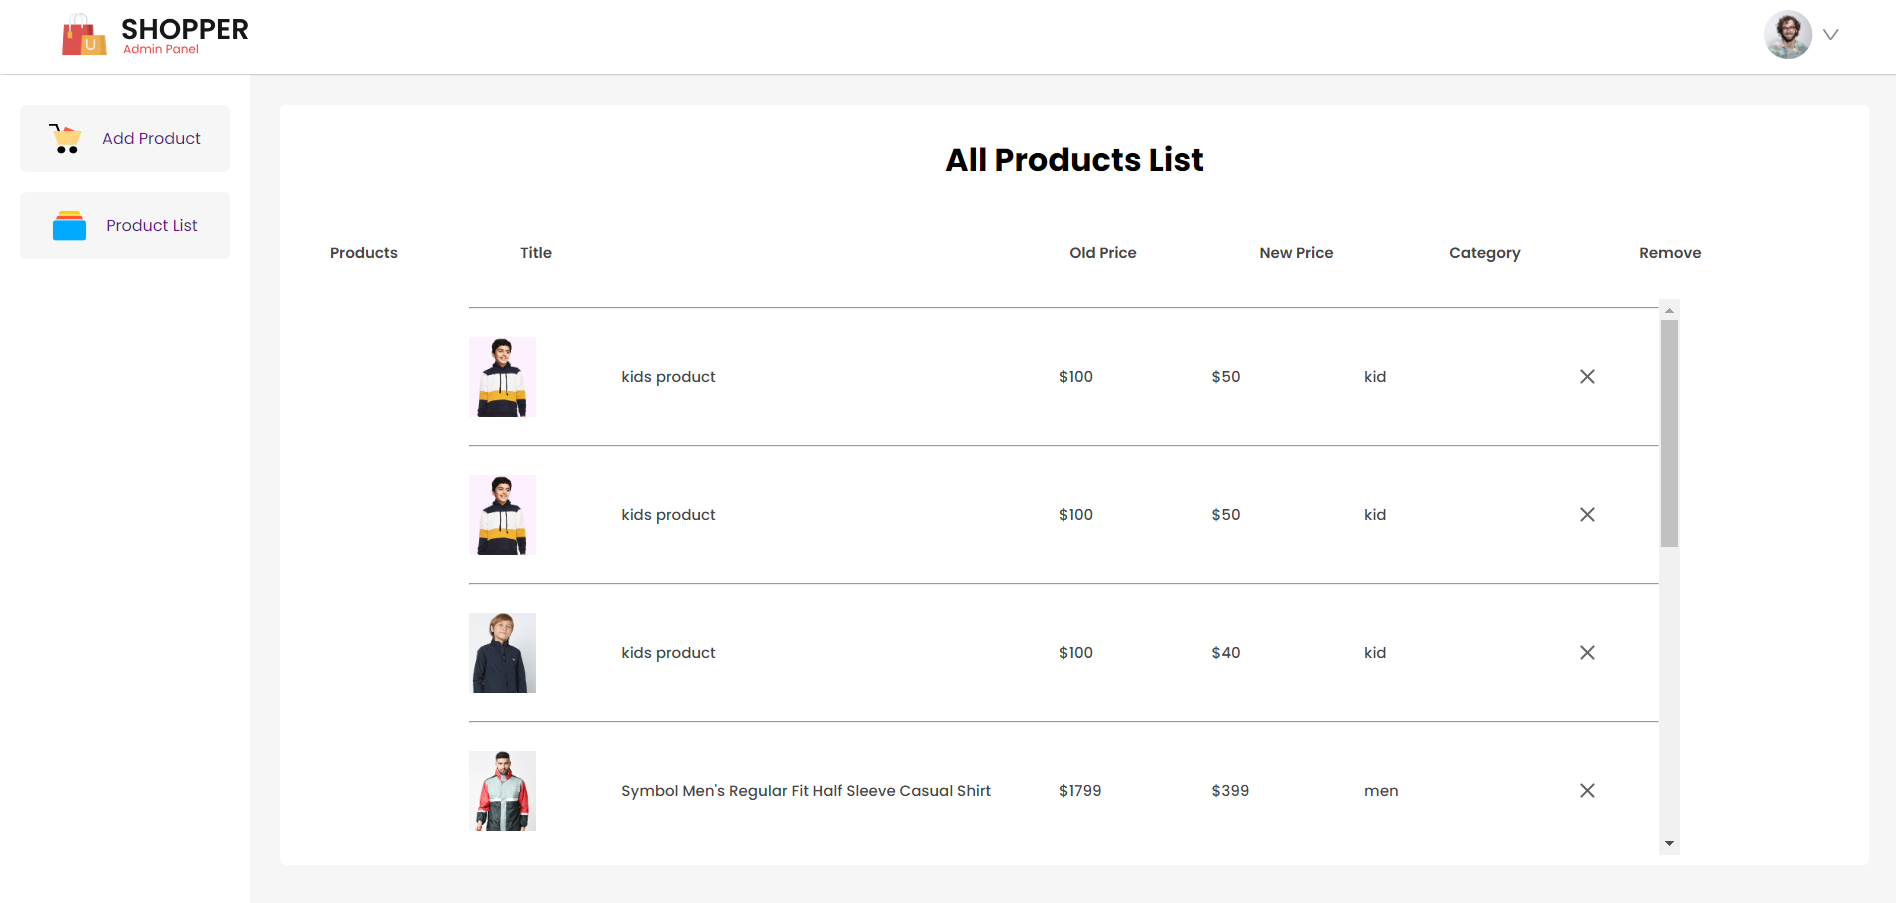 SHOPPER
Admin Panel
Add Product
Product List
All Products List
Products Title Old Price New Price Category Remove
kids product $100 $50 kid
kids product $100 $50 kid
kids product $100 $40 kid
Symbol Men's Regular Fit Half Sleeve Casual Shirt $1799 $399 men